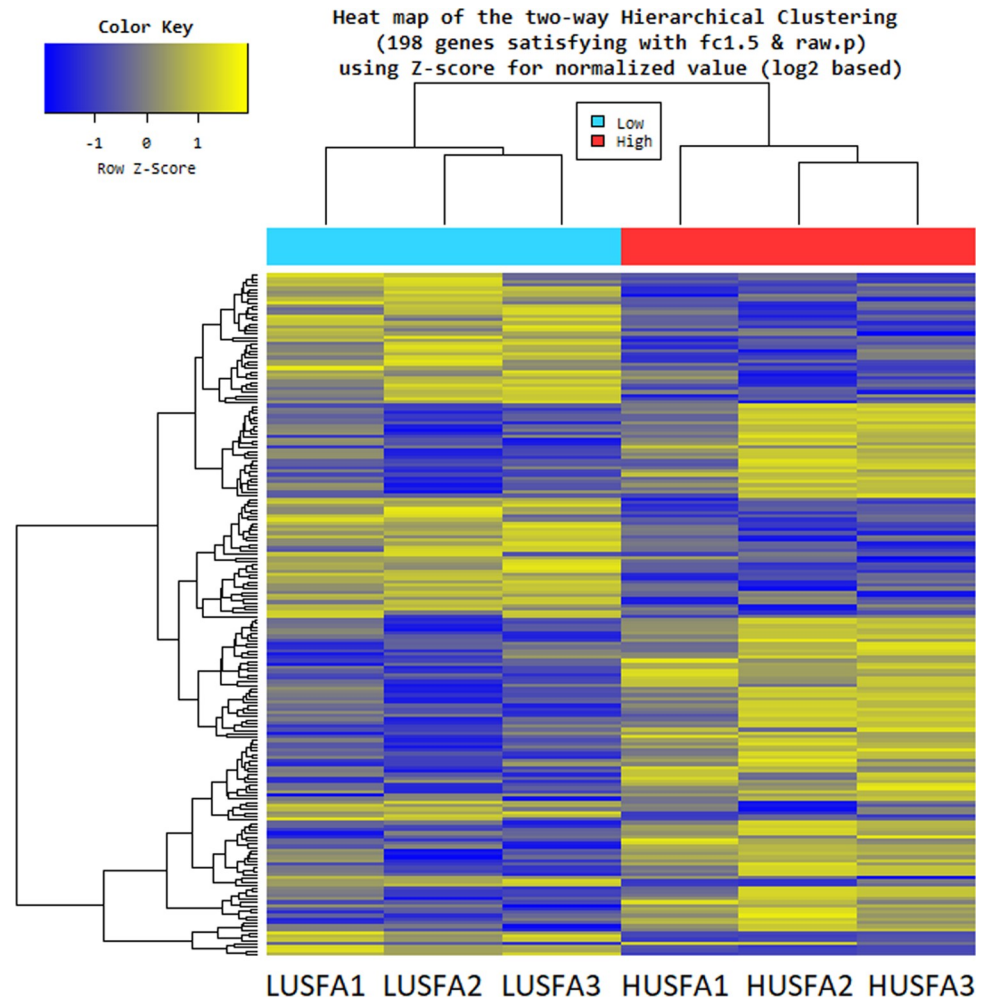 Heat map of the two-way Hierarchical Clustering
(198 genes satisfying with fc1.5 & raw.p)
using Z-score for normalized value (log2 based)
Color Key
-1 0 1
Row Z-Score
Low
High
LUSFA1 LUSFA2 LUSFA3 HUSFA1 HUSFA2 HUSFA3